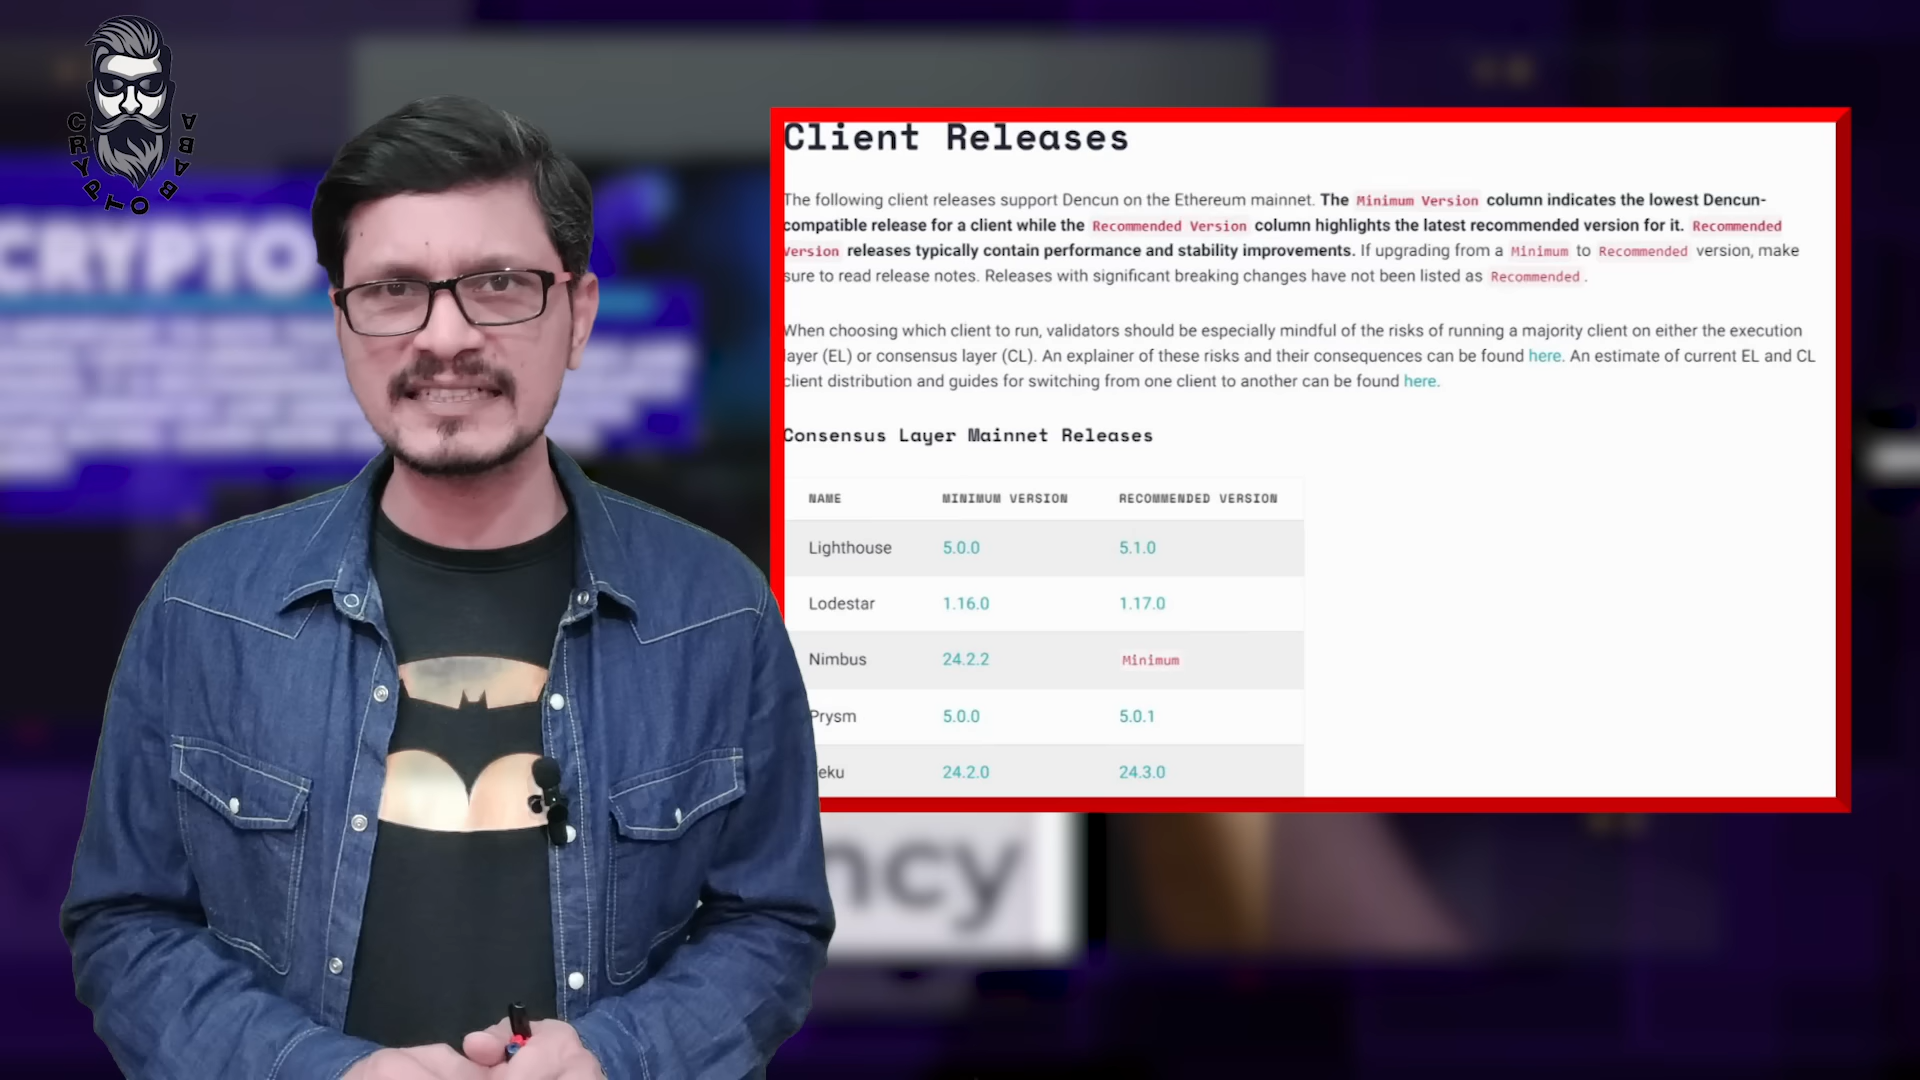 CRYPTO BABA
CRYPTO
Client Releases
The following client releases support Dencun on the Ethereum mainnet. The Minimum Version column indicates the lowest Dencun-
compatible release for a client while the Recommended Version column highlights the latest recommended version for it. Recommended
Version releases typically contain performance and stability improvements. If upgrading from a Minimum to Recommended version, make
sure to read release notes. Releases with significant breaking changes have not been listed as Recommended.
When choosing which client to run, validators should be especially mindful of the risks of running a majority client on either the execution
layer (EL) or consensus layer (CL). An explainer of these risks and their consequences can be found here. An estimate of current EL and CL
client distribution and guides for switching from one client to another can be found here.
Consensus Layer Mainnet Releases
NAME MINIMUM VERSION RECOMMENDED VERSION
Lighthouse 5.0.0 5.1.0
Lodestar 1.16.0 1.17.0
Nimbus 24.2.2 Minimum
Prysm 5.0.0 5.0.1
eku 24.2.0 24.3.0
ncy